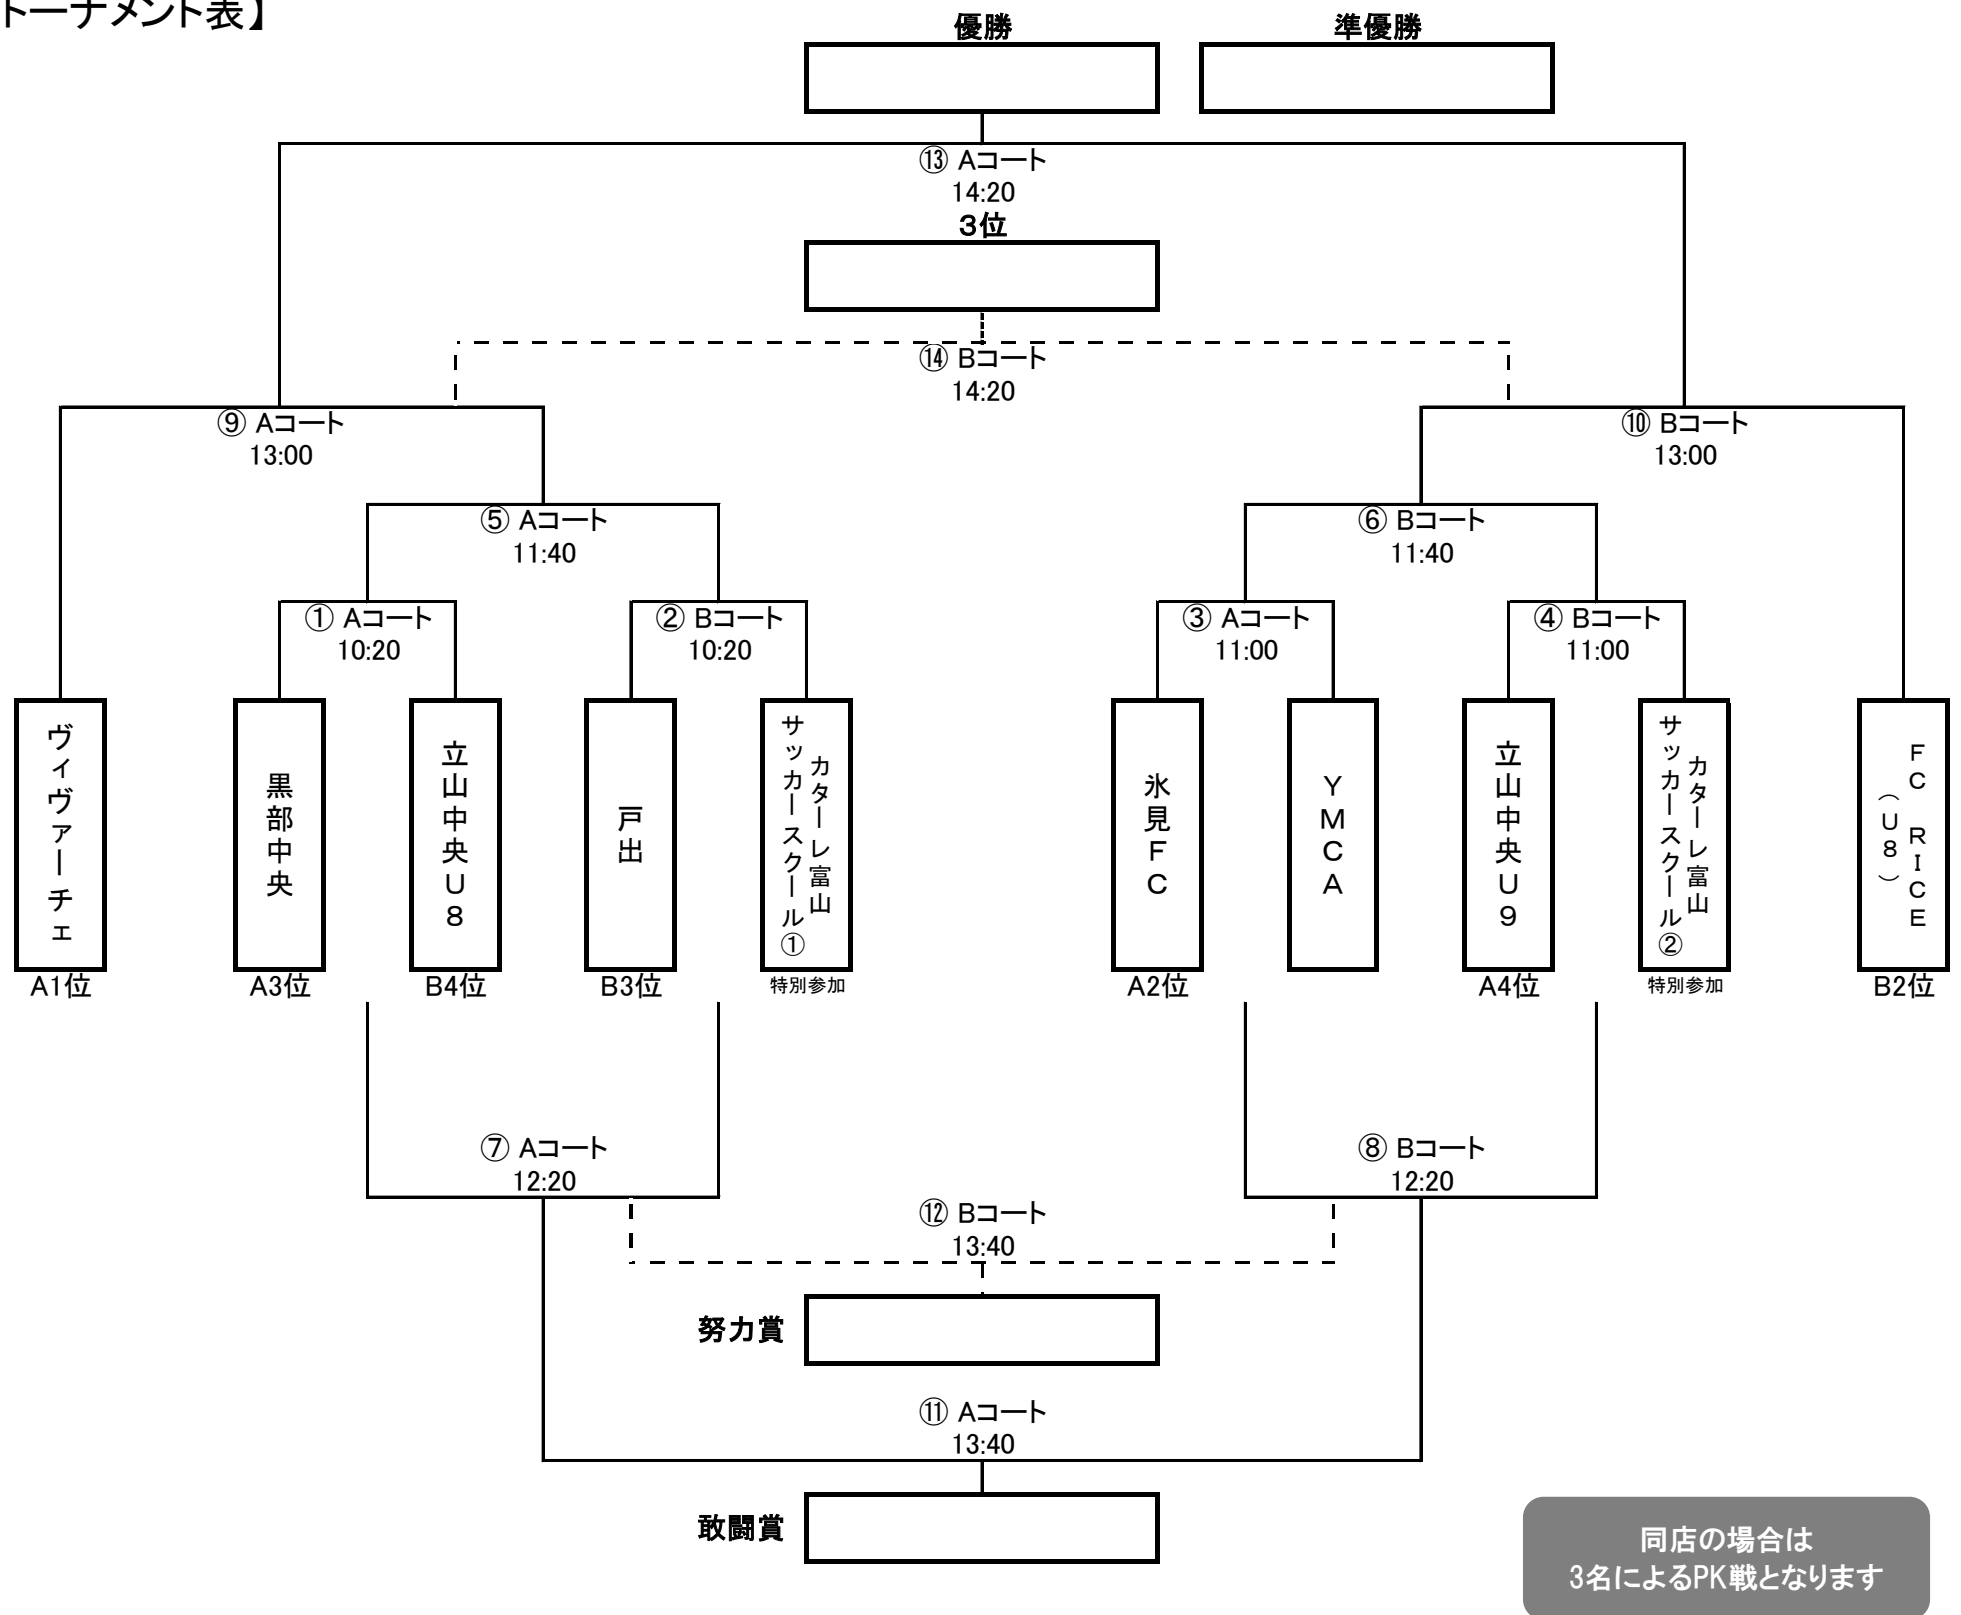 トーナメント表】
優勝
準優勝
⑬ Aコート
14:20
３位
⑭ Bコート
14:20
⑨ Aコート
13:00
⑩ Bコート
13:00
⑤ Aコート
11:40
⑥ Bコート
11:40
① Aコート
10:20
② Bコート
10:20
③ Aコート
11:00
④ Bコート
11:00
ヴィヴァーチェ
黒部中央
立山中央Ｕ８
戸出
カターレ富山
サッカースクール①
氷見ＦＣ
ＹＭＣＡ
立山中央Ｕ９
カターレ富山
サッカースクール②
ＦＣ ＲＩＣＥ
（Ｕ８）
A1位
A3位
B4位
B3位
特別参加
A2位
A4位
特別参加
B2位
⑦ Aコート
12:20
⑧ Bコート
12:20
⑫ Bコート
13:40
努力賞
⑪ Aコート
13:40
敢闘賞
同店の場合は
3名によるPK戦となります